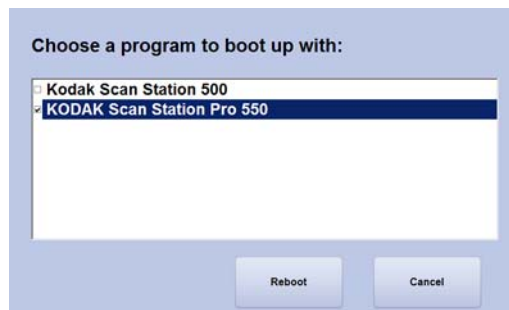 Choose a program to boot up with:
Kodak Scan Station 500
KODAK Scan Station Pro 550
Reboot
Cancel